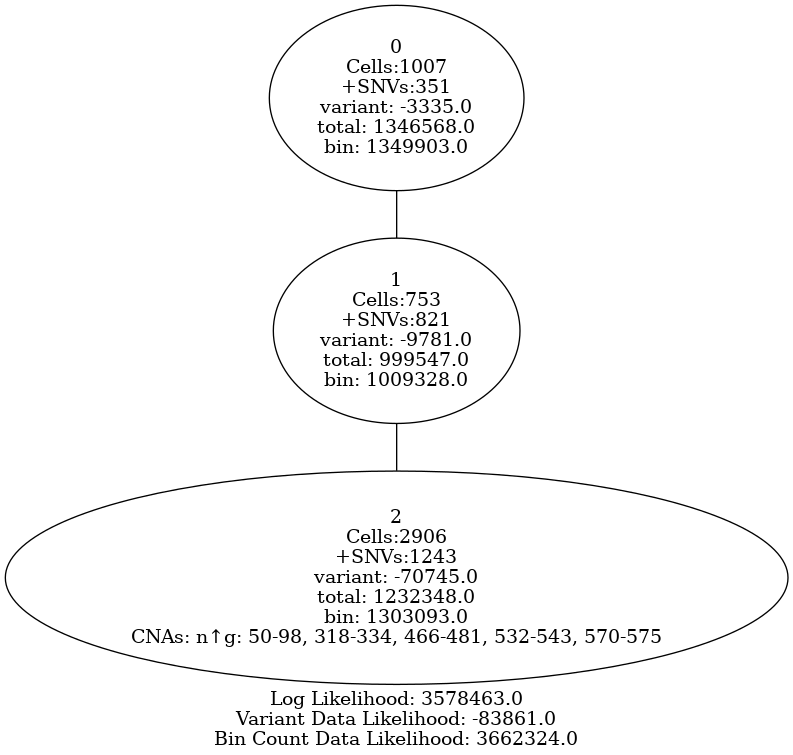 0
Cells:1007
+SNVs:351
variant: -3335.0
total: 1346568.0
bin: 1349903.0
1
Cells:753
+SNVs:821
variant: -9781.0
total: 999547.0
bin: 1009328.0
2
Cells:2906
+SNVs:1243
variant: -70745.0
total: 1232348.0
bin: 1303093.0
CNAs: n↑g: 50-98, 318-334, 466-481, 532-543, 570-575
Log Likelihood: 3578463.0
Variant Data Likelihood: -83861.0
Bin Count Data Likelihood: 3662324.0